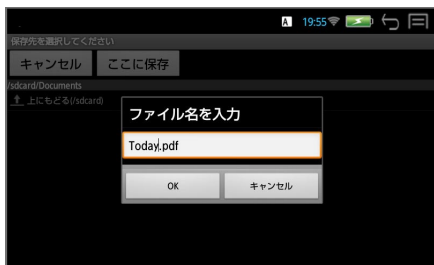 A 19:55
保存先を選択してください
キャンセル ここに保存
/sdcard/Documents
上にもどる(/sdcard)
ファイル名を入力
Today.pdf
OK キャンセル